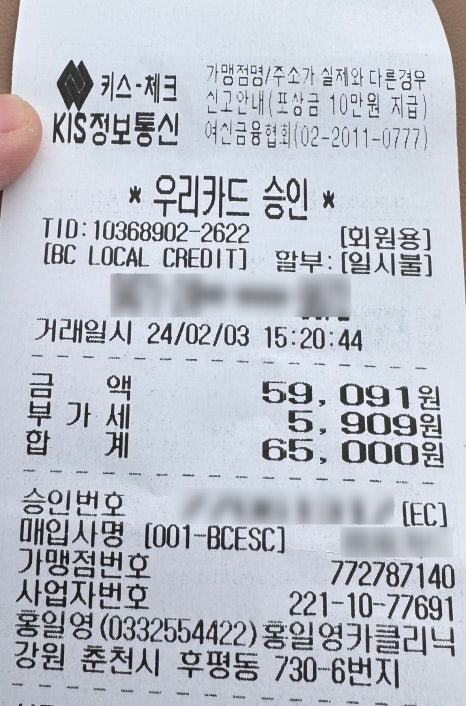 키스-체크
KIS정보통신
가맹점명/주소가 실제와 다른경우
신고안내(포상금 10만원 지급)
여신금융협회(02-2011-0777)
* 우리카드 승인 *
TID:10368902-2622 [회원용]
[BC LOCAL CREDIT] 할부:[일시불]
거래일시 24/02/03 15:20:44
금 액 59,091원
부 가 세 5,909원
합 계 65,000원
승인번호 [EC]
매입사명 [001-BCESC]
가맹점번호 772787140
사업자번호 221-10-77691
홍일영(0332554422)홍일영카클리닉
강원 춘천시 후평동 730-6번지